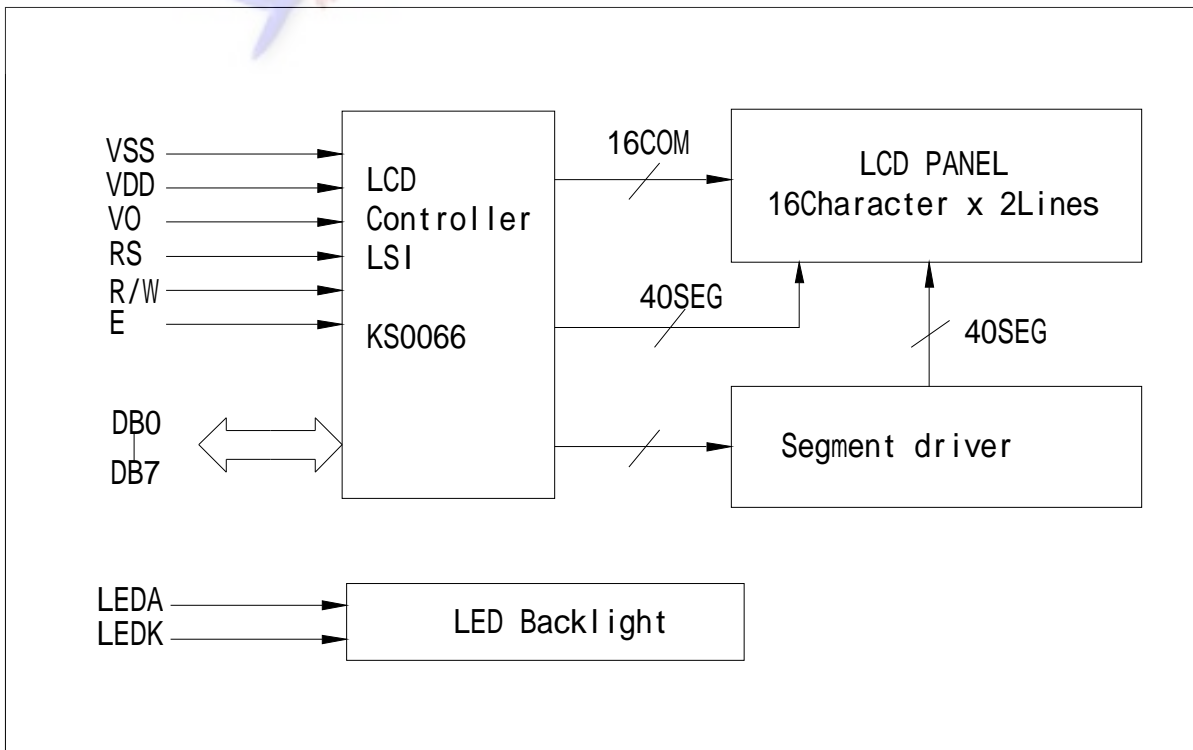 VSS
VDD
VO
RS
R/W
E
DB0
DB7
LCD
Controller
LSI
KS0066
16COM
40SEG
LCD PANEL
16Character x 2Lines
40SEG
Segment driver
LEDA
LEDK
LED Backlight